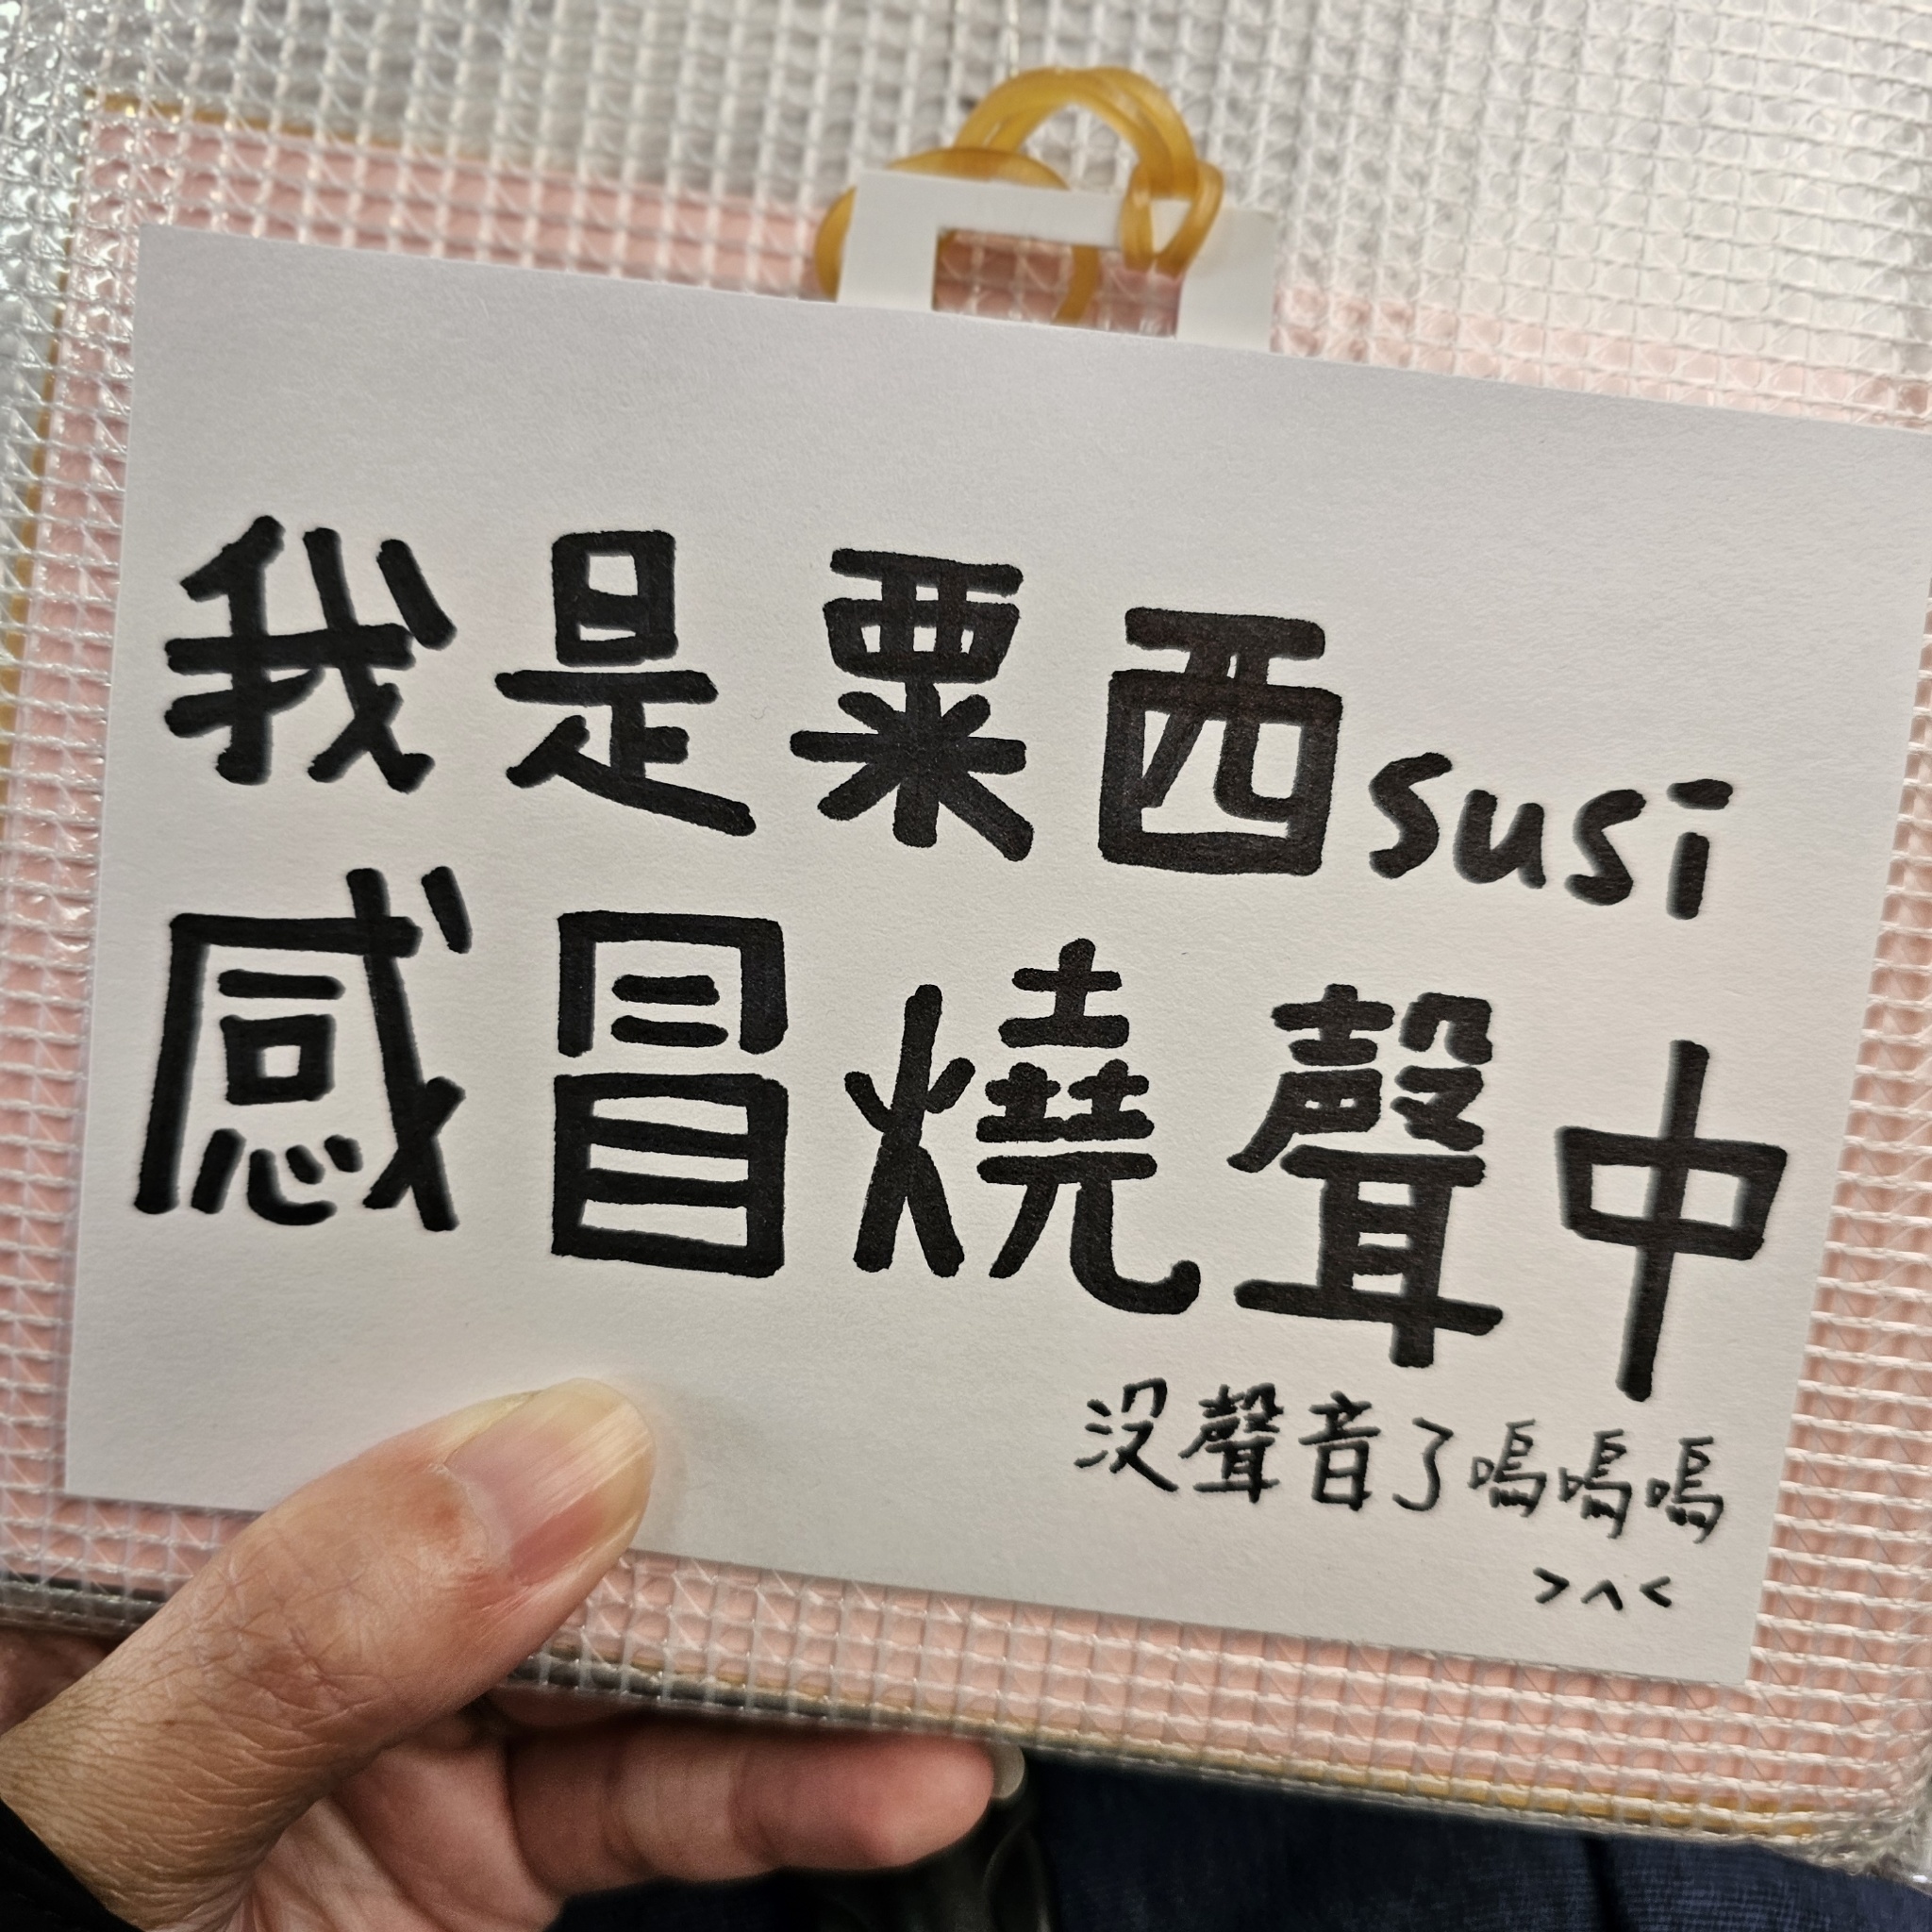 我是粟西susi
感冒燒聲中
沒聲音了嗚嗚嗚
>^<